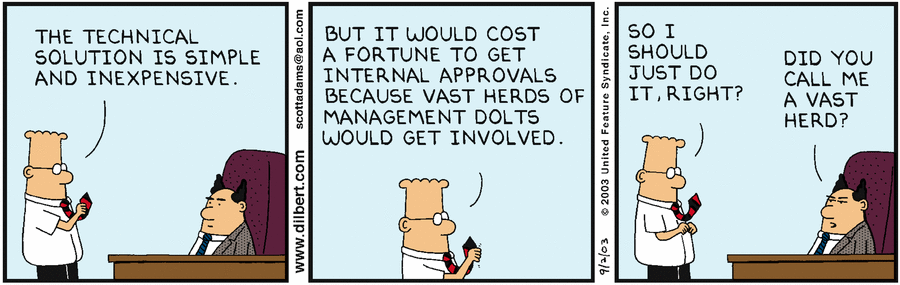 THE TECHNICAL
SOLUTION IS SIMPLE
AND INEXPENSIVE.
www.dilbert.com scottadams@aol.com
BUT IT WOULD COST
A FORTUNE TO GET
INTERNAL APPROVALS
BECAUSE VAST HERDS OF
MANAGEMENT DOLTS
WOULD GET INVOLVED.
9/2/03 © 2003 United Feature Syndicate, Inc.
SO I
SHOULD
JUST DO
IT, RIGHT?
DID YOU
CALL ME
A VAST
HERD?